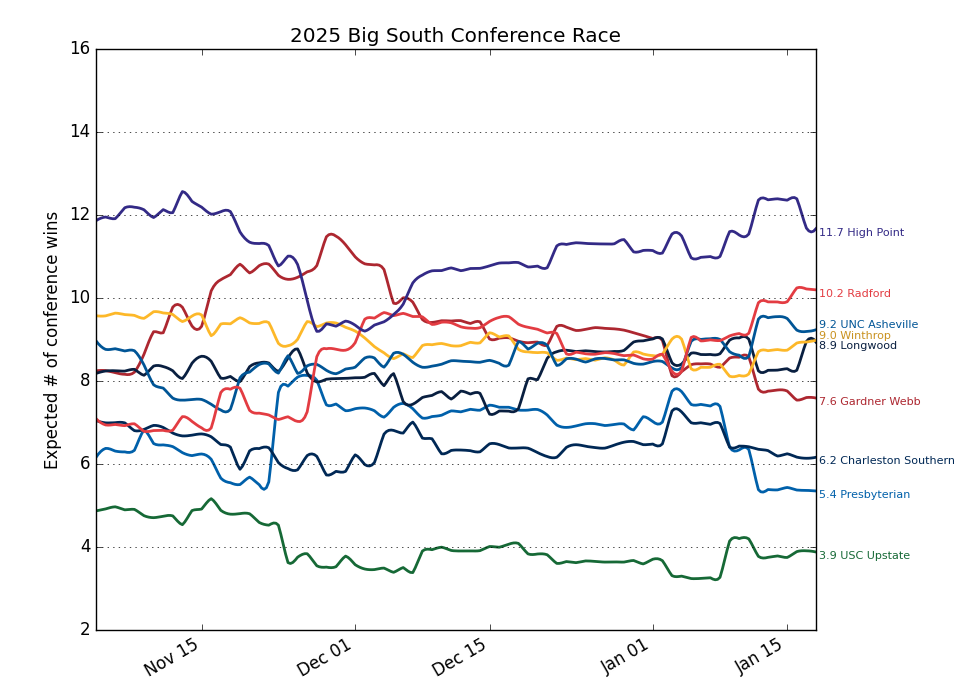 2025 Big South Conference Race
Expected # of conference wins
16
14
12
10
8
6
4
2
11.7 High Point
10.2 Radford
9.2 UNC Asheville
9.0 Winthrop
8.9 Longwood
7.6 Gardner Webb
6.2 Charleston Southern
5.4 Presbyterian
3.9 USC Upstate
Nov 15
Dec 01
Dec 15
Jan 01
Jan 15